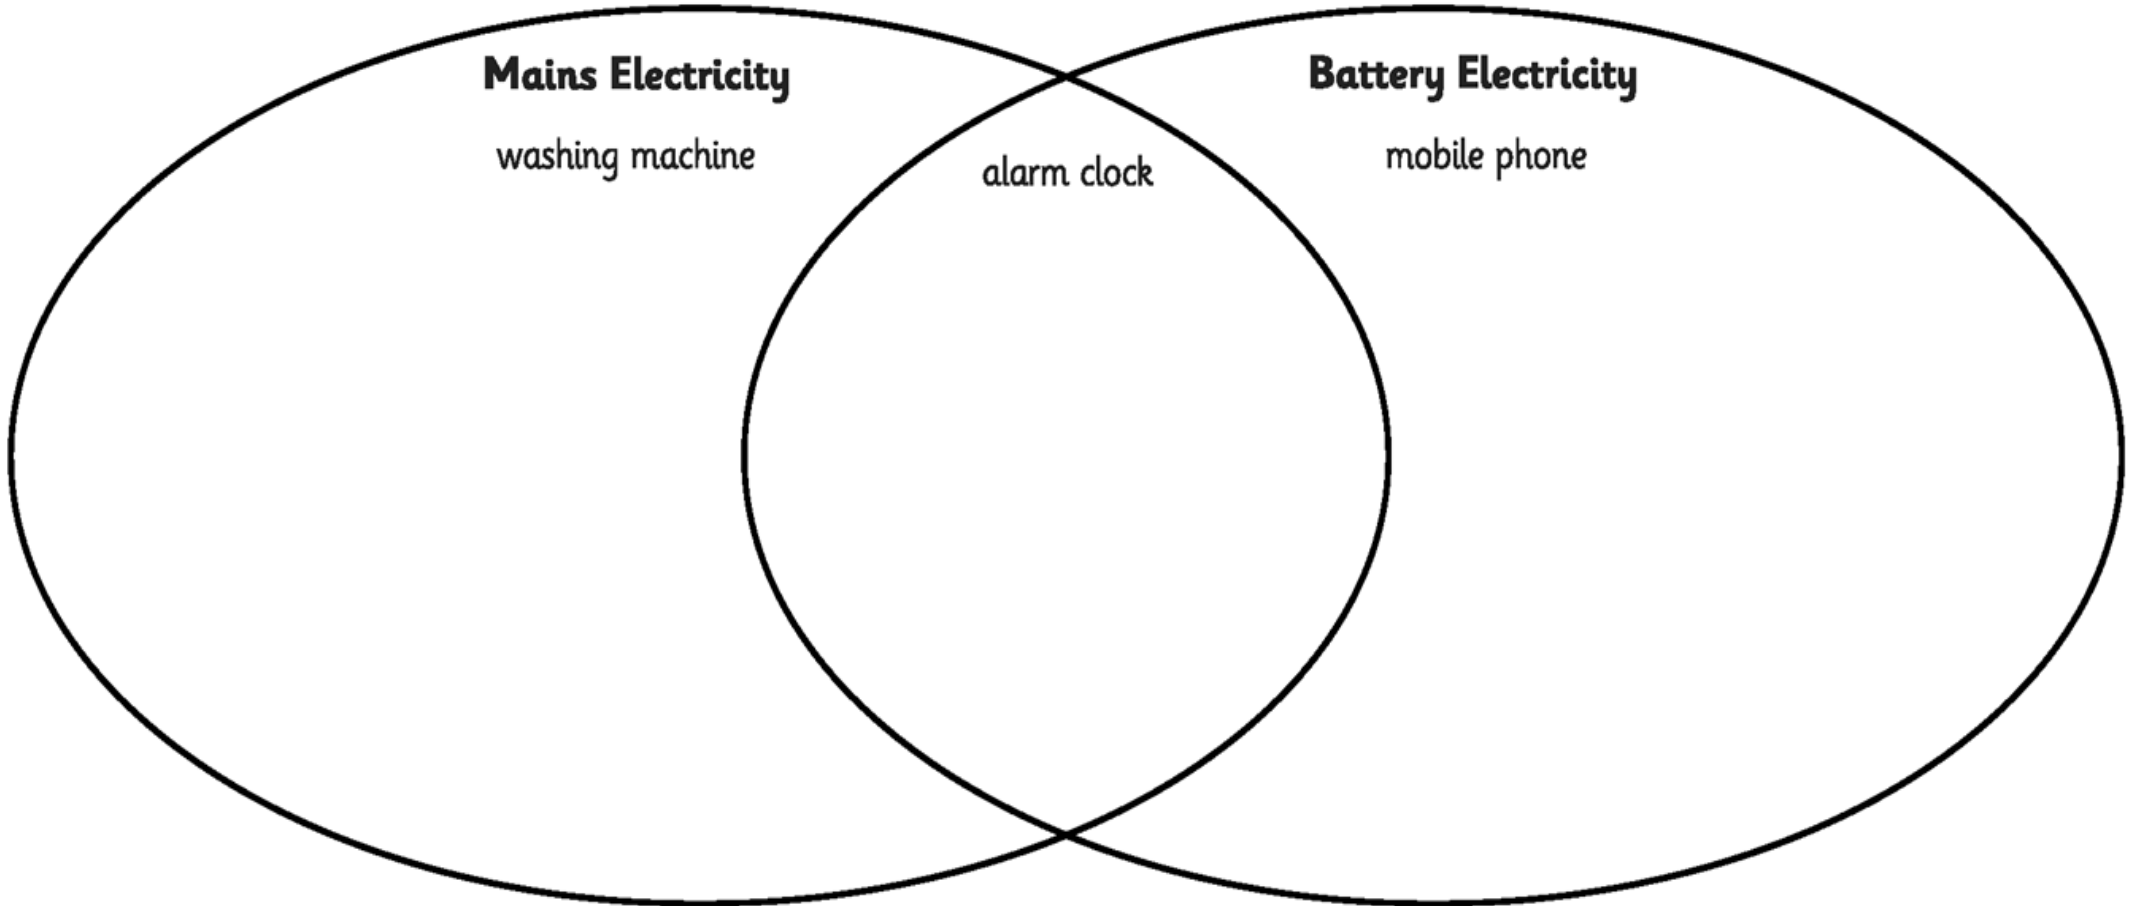 Mains Electricity
washing machine
alarm clock
Battery Electricity
mobile phone